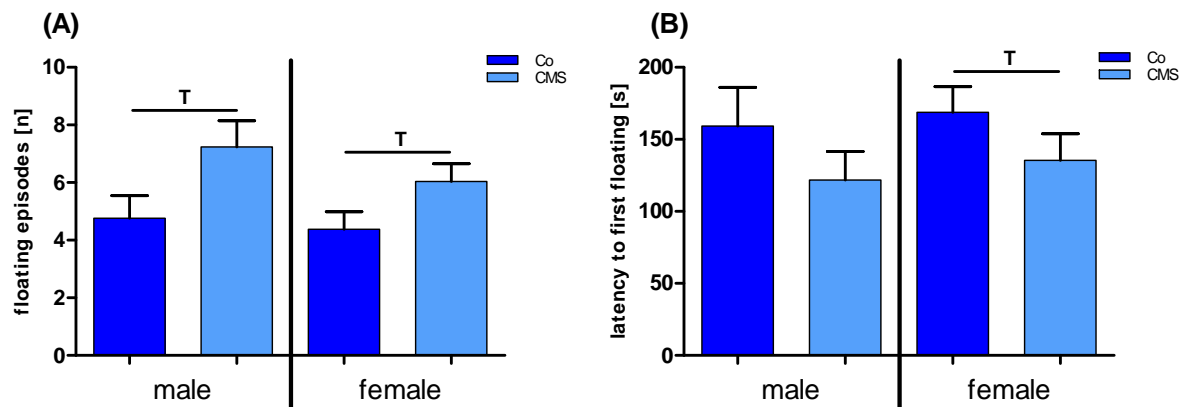 (A)
Co
CMS
floating episodes [n]
10
8
6
4
2
0
T
T
male
female
(B)
Co
CMS
latency to first floating [s]
200
150
100
50
0
T
male
female